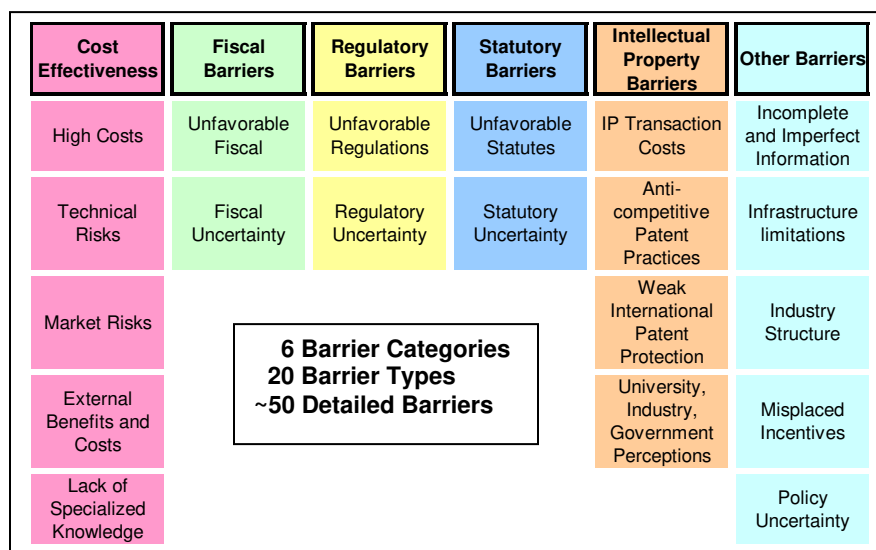 Cost
Effectiveness
Fiscal
Barriers
Regulatory
Barriers
Statutory
Barriers
Intellectual
Property
Barriers
Other Barriers
High Costs
Unfavorable
Fiscal
Unfavorable
Regulations
Unfavorable
Statutes
IP Transaction
Costs
Incomplete
and Imperfect
Information
Technical
Risks
Fiscal
Uncertainty
Regulatory
Uncertainty
Statutory
Uncertainty
Anti-
competitive
Patent
Practices
Infrastructure
limitations
Market Risks
Weak
International
Patent
Protection
Industry
Structure
6 Barrier Categories
20 Barrier Types
~50 Detailed Barriers
External
Benefits and
Costs
University,
Industry,
Government
Perceptions
Misplaced
Incentives
Lack of
Specialized
Knowledge
Policy
Uncertainty